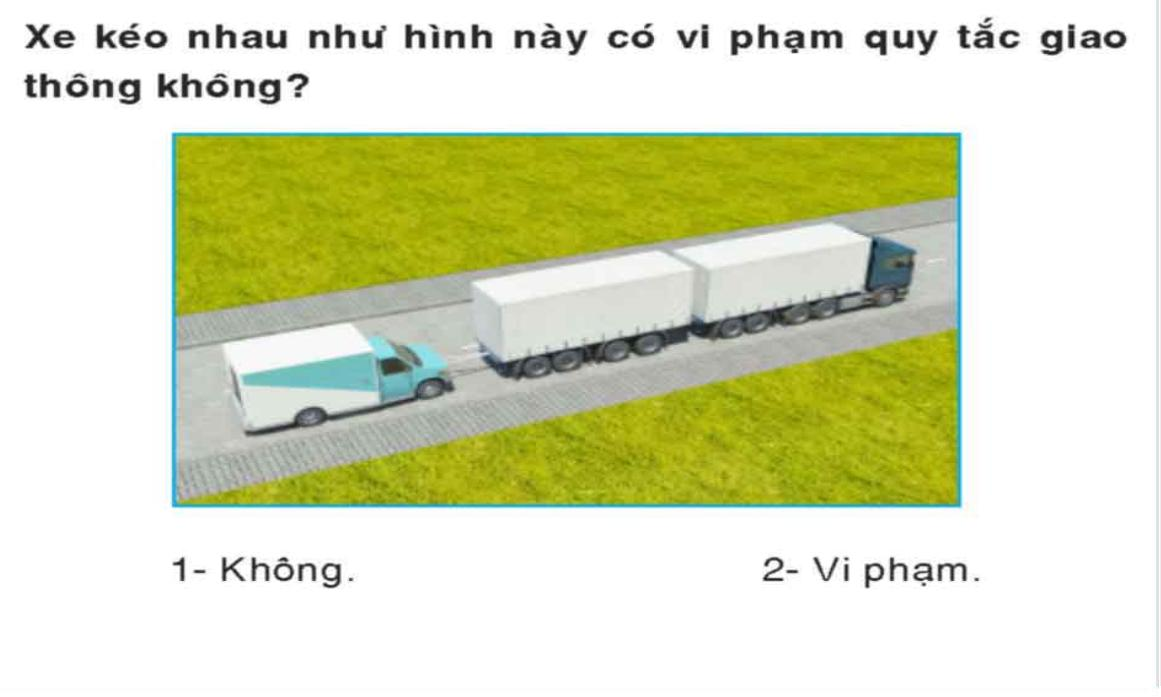 Xe kéo nhau như hình này có vi phạm quy tắc giao
thông không?
1- Không.
2- Vi phạm.